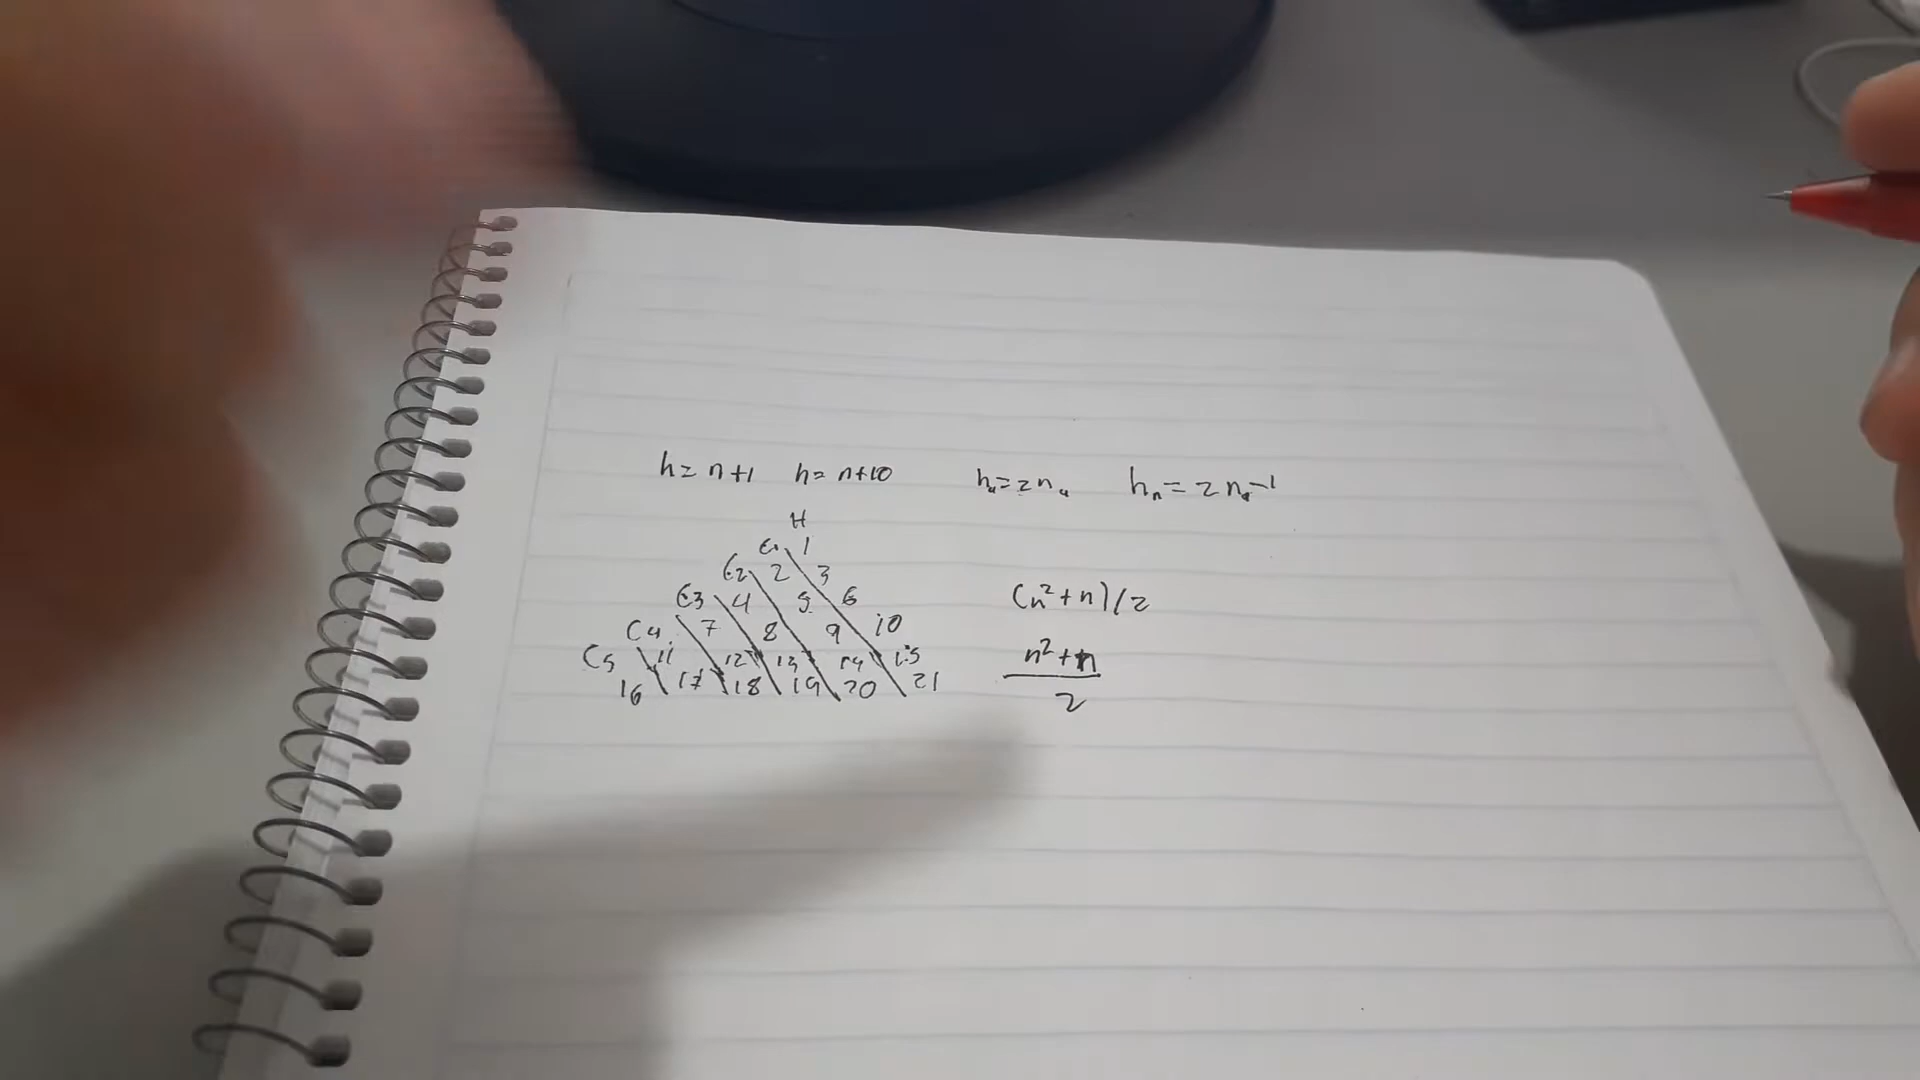 h = n+1 h = n+10 hₙ = 2nₙ hₙ = 2nₙ-1
H
C1 1
C2 2 3
C3 4 5 6 (n²+n)/2
C4 7 8 9 10
C5 11 12 13 14 15 n²+n
16 17 18 19 20 21 2